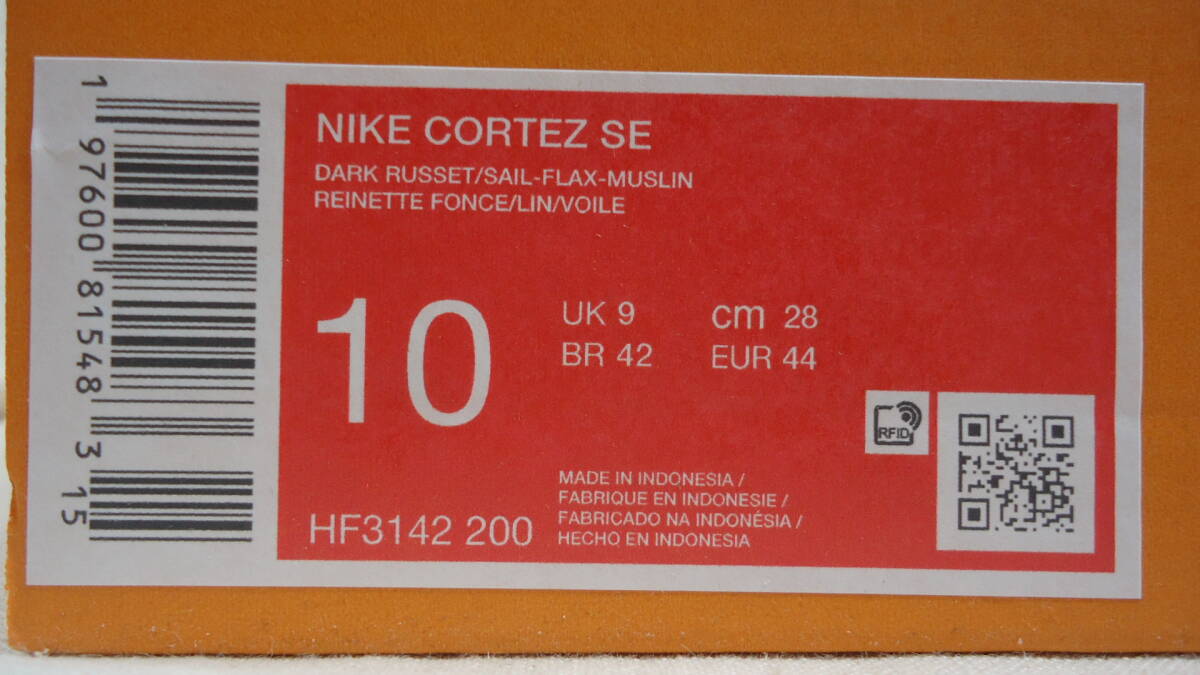 1 97600 81548 3 15
NIKE CORTEZ SE
DARK RUSSET/SAIL-FLAX-MUSLIN
REINETTE FONCE/LIN/VOILE
10
UK 9 cm 28
BR 42 EUR 44
RFID
MADE IN INDONESIA /
FABRIQUE EN INDONESIE /
FABRICADO NA INDONÉSIA /
HECHO EN INDONESIA
HF3142 200